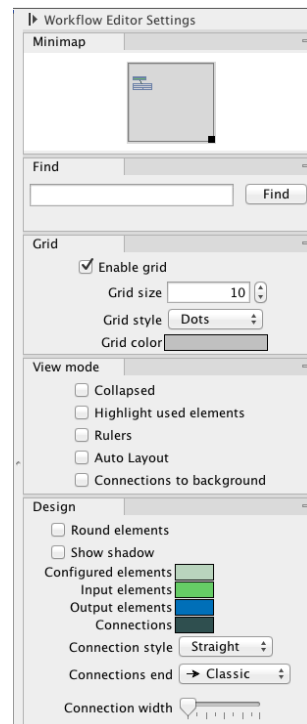 Workflow Editor Settings
Minimap
Find
Find
Grid
Enable grid
Grid size 10
Grid style Dots
Grid color
View mode
Collapsed
Highlight used elements
Rulers
Auto Layout
Connections to background
Design
Round elements
Show shadow
Configured elements
Input elements
Output elements
Connections
Connection style Straight
Connections end Classic
Connection width